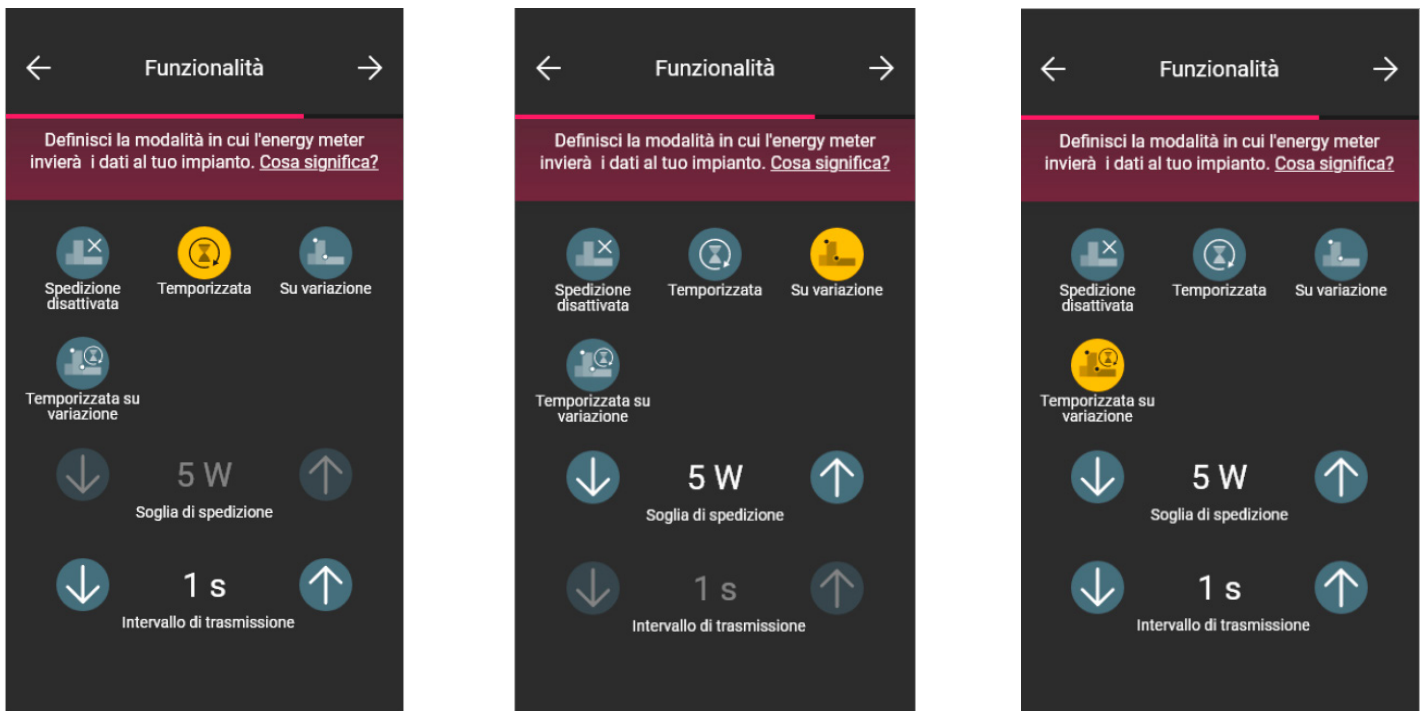 Funzionalità
Definisci la modalità in cui l'energy meter
invierà i dati al tuo impianto. Cosa significa?
Spedizione
disattivata
Temporizzata
Su variazione
Temporizzata su
variazione
5 W
Soglia di spedizione
1 s
Intervallo di trasmissione
Funzionalità
Definisci la modalità in cui l'energy meter
invierà i dati al tuo impianto. Cosa significa?
Spedizione
disattivata
Temporizzata
Su variazione
Temporizzata su
variazione
5 W
Soglia di spedizione
1 s
Intervallo di trasmissione
Funzionalità
Definisci la modalità in cui l'energy meter
invierà i dati al tuo impianto. Cosa significa?
Spedizione
disattivata
Temporizzata
Su variazione
Temporizzata su
variazione
5 W
Soglia di spedizione
1 s
Intervallo di trasmissione